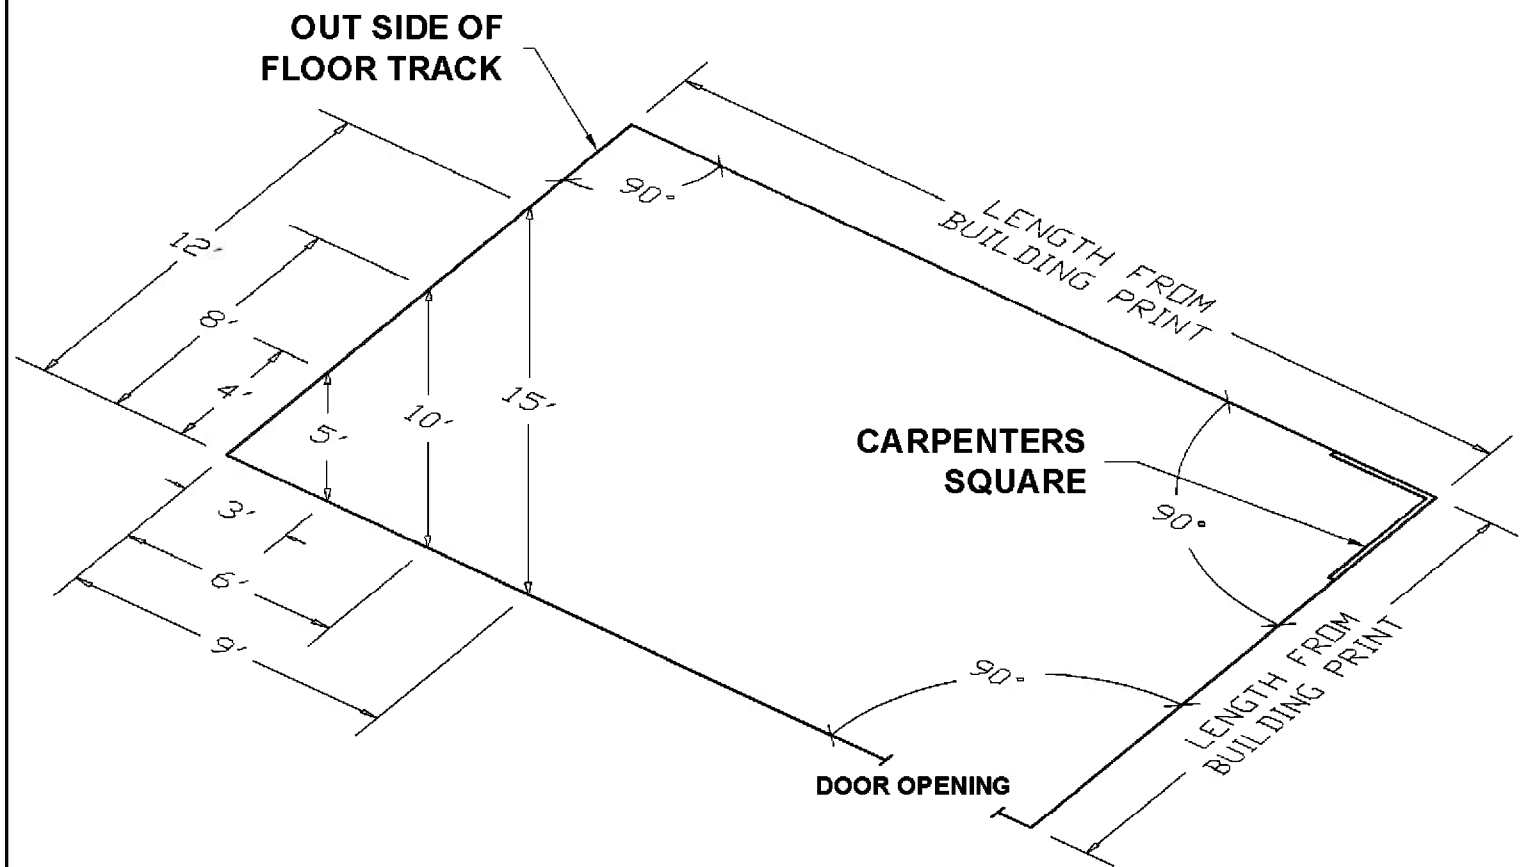 OUT SIDE OF
FLOOR TRACK
90°
LENGTH FROM
BUILDING PRINT
12'
8'
4'
5'
10'
15'
CARPENTERS
SQUARE
3'
90°
6'
9'
90°
LENGTH FROM
BUILDING PRINT
DOOR OPENING